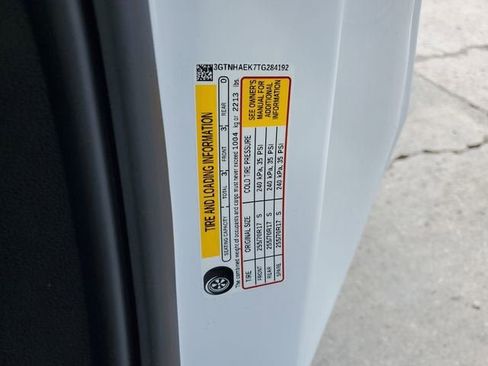 3GTNHAEK7TG284192
TIRE AND LOADING INFORMATION
SEATING CAPACITY TOTAL 3 FRONT 3 REAR 0
The combined weight of occupants and cargo must never exceed 1004 kg or 2213 lbs.
TIRE ORIGINAL SIZE COLD TIRE PRESSURE
FRONT 255/70R17 S 240 kPa, 35 PSI
REAR 255/70R17 S 240 kPa, 35 PSI
SPARE 255/70R17 S 240 kPa, 35 PSI
SEE OWNER'S
MANUAL FOR
ADDITIONAL
INFORMATION